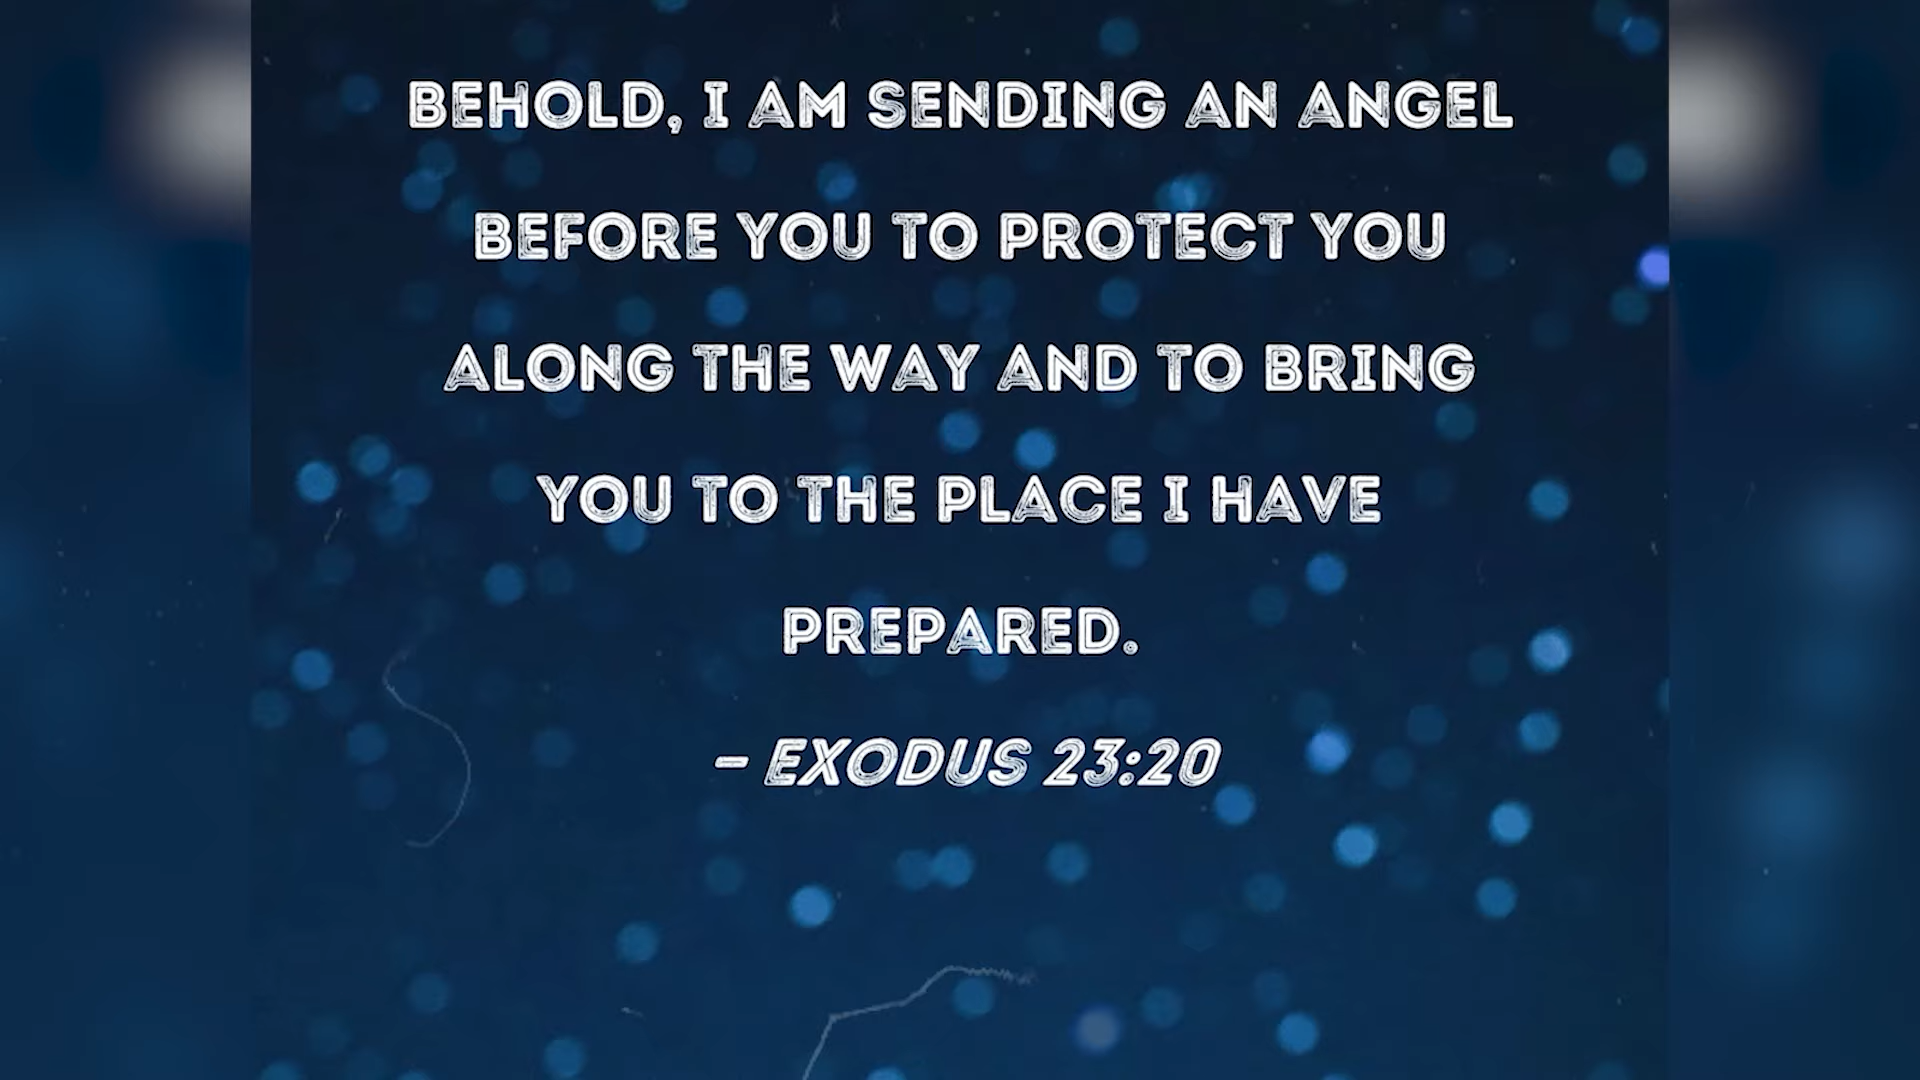 BEHOLD, I AM SENDING AN ANGEL
BEFORE YOU TO PROTECT YOU
ALONG THE WAY AND TO BRING
YOU TO THE PLACE I HAVE
PREPARED.
– EXODUS 23:20